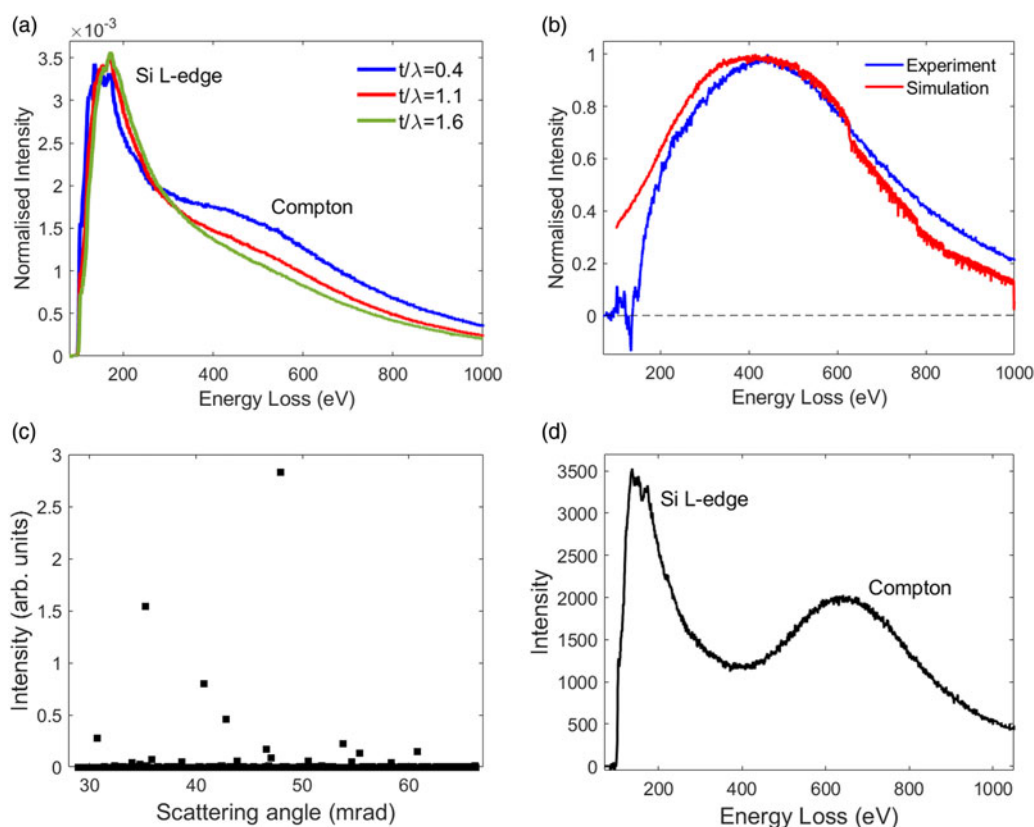 (a)
×10⁻³
3.5
3
2.5
2
1.5
1
0.5
0
Normalised Intensity
Si L-edge
Compton
t/λ=0.4
t/λ=1.1
t/λ=1.6
200 400 600 800 1000
Energy Loss (eV)
(b)
1
0.8
0.6
0.4
0.2
0
Normalised Intensity
Experiment
Simulation
200 400 600 800 1000
Energy Loss (eV)
(c)
3
2.5
2
1.5
1
0.5
0
Intensity (arb. units)
30 40 50 60
Scattering angle (mrad)
(d)
3500
3000
2500
2000
1500
1000
500
0
Intensity
Si L-edge
Compton
200 400 600 800 1000
Energy Loss (eV)